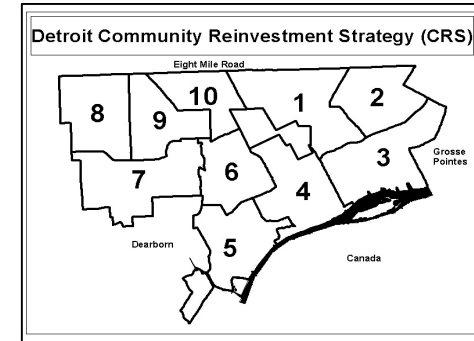 Detroit Community Reinvestment Strategy (CRS)
Eight Mile Road
10
1
2
8
9
3
Grosse
Pointes
6
7
4
Dearborn
5
Canada